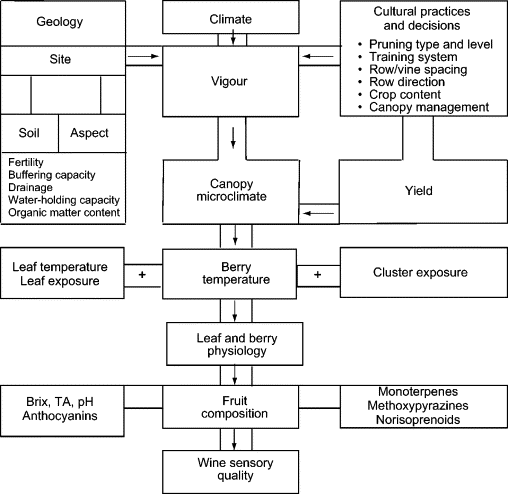 Geology
Site
Soil
Aspect
Fertility
Buffering capacity
Drainage
Water-holding capacity
Organic matter content
Climate
Vigour
Cultural practices
and decisions
• Pruning type and level
• Training system
• Row/vine spacing
• Row direction
• Crop content
• Canopy management
Canopy
microclimate
Yield
Leaf temperature
Leaf exposure
+
Berry
temperature
+
Cluster exposure
Leaf and berry
physiology
Brix, TA, pH
Anthocyanins
Fruit
composition
Monoterpenes
Methoxypyrazines
Norisoprenoids
Wine sensory
quality